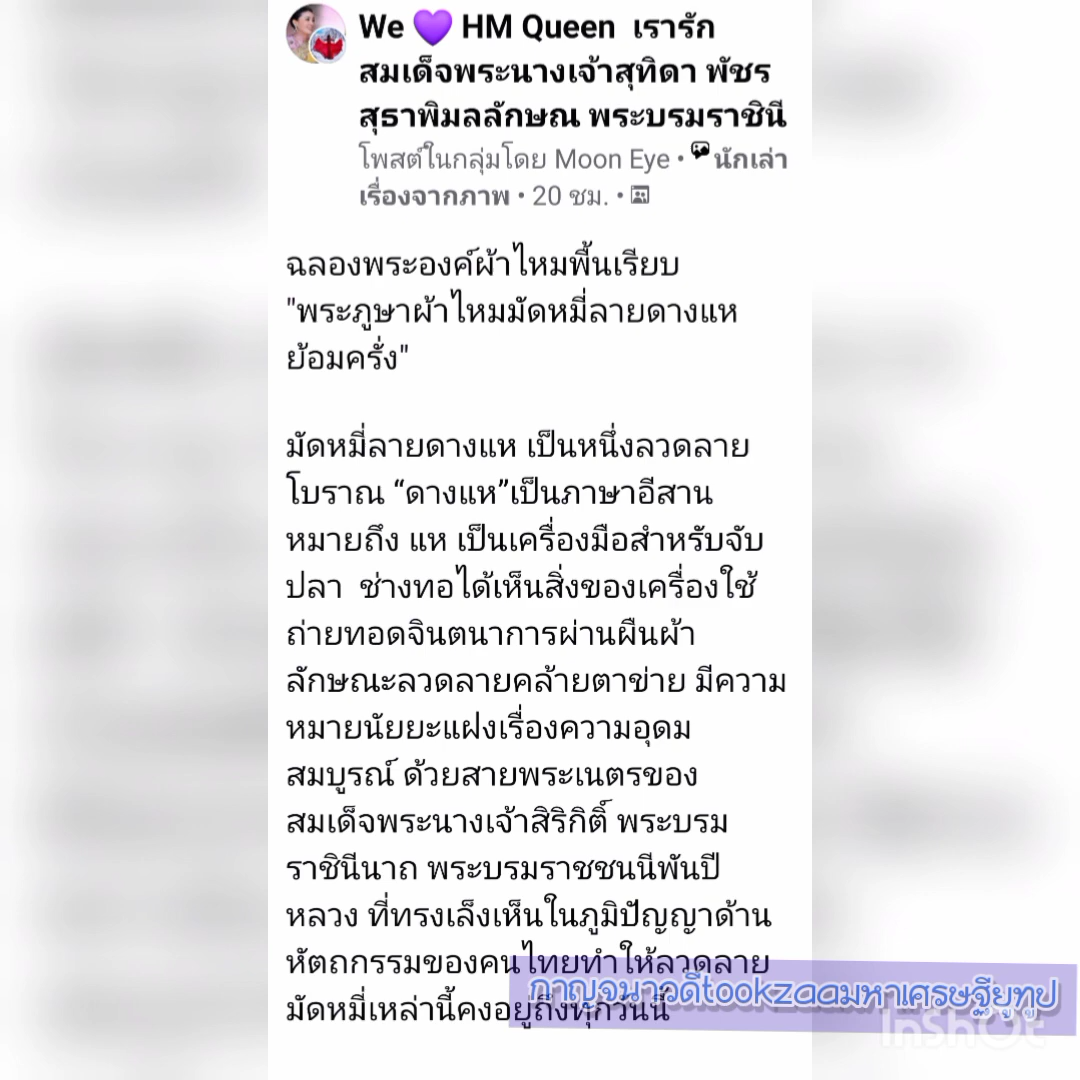 We 💜 HM Queen เรารัก
สมเด็จพระนางเจ้าสุทิดา พัชร
สุธาพิมลลักษณ พระบรมราชินี
โพสต์ในกลุ่มโดย Moon Eye • นักเล่า
เรื่องจากภาพ • 20 ชม. •
ฉลองพระองค์ผ้าไหมพื้นเรียบ
"พระภูษาผ้าไหมมัดหมี่ลายดางแห
ย้อมครั่ง"
มัดหมี่ลายดางแห เป็นหนึ่งลวดลาย
โบราณ “ดางแห”เป็นภาษาอีสาน
หมายถึง แห เป็นเครื่องมือสำหรับจับ
ปลา ช่างทอได้เห็นสิ่งของเครื่องใช้
ถ่ายทอดจินตนาการผ่านผืนผ้า
ลักษณะลวดลายคล้ายตาข่าย มีความ
หมายนัยยะแฝงเรื่องความอุดม
สมบูรณ์ ด้วยสายพระเนตรของ
สมเด็จพระนางเจ้าสิริกิติ์ พระบรม
ราชินีนาถ พระบรมราชชนนีพันปี
หลวง ที่ทรงเล็งเห็นในภูมิปัญญาด้าน
หัตถกรรมของคนไทยทำให้ลวดลาย
มัดหมี่เหล่านี้คงอยู่ถึงทุกวันนี้
กาญจนาอดีtookzaaมหาเศรษฐียูทูป
InShOt